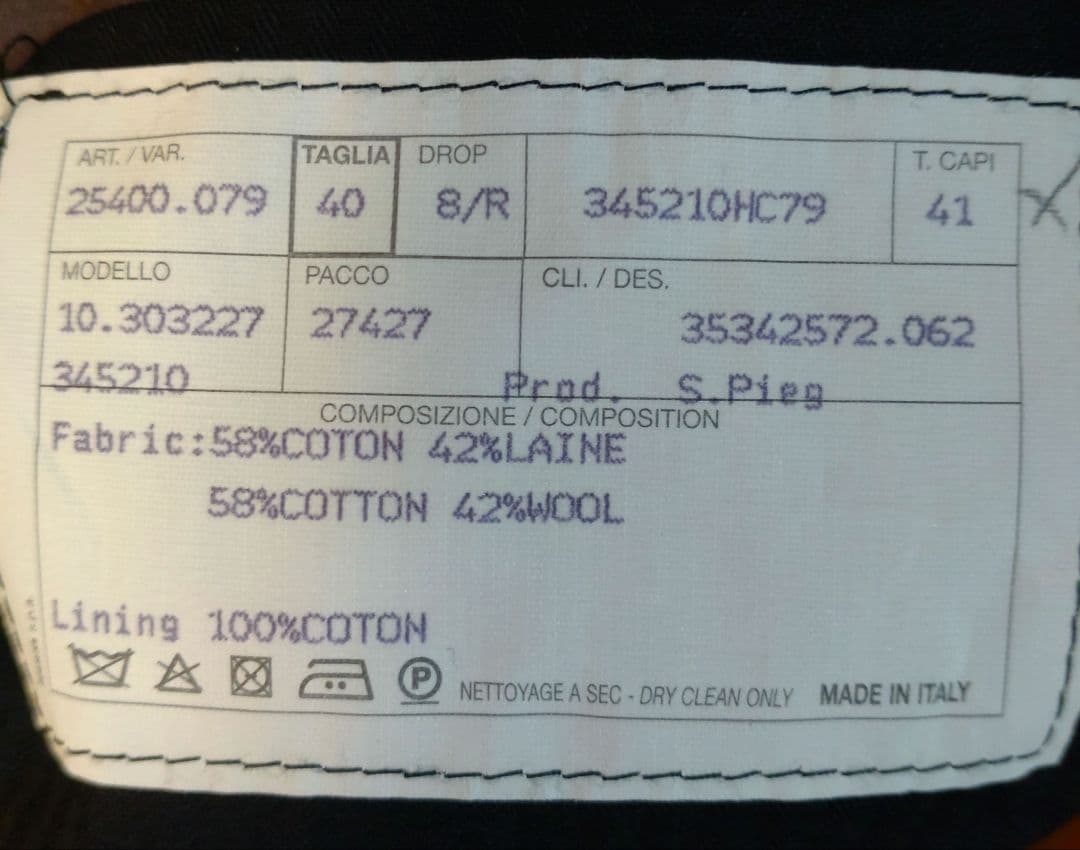 ART. / VAR. TAGLIA DROP T. CAPI
25400.079 40 8/R 345210HC79 41
MODELLO PACCO CLI. / DES.
10.303227 27427 35342572.062
345210 Prod. S.Pieg
COMPOSIZIONE / COMPOSITION
Fabric:58%COTON 42%LAINE
58%COTTON 42%WOOL
Lining 100%COTON
P NETTOYAGE A SEC - DRY CLEAN ONLY MADE IN ITALY